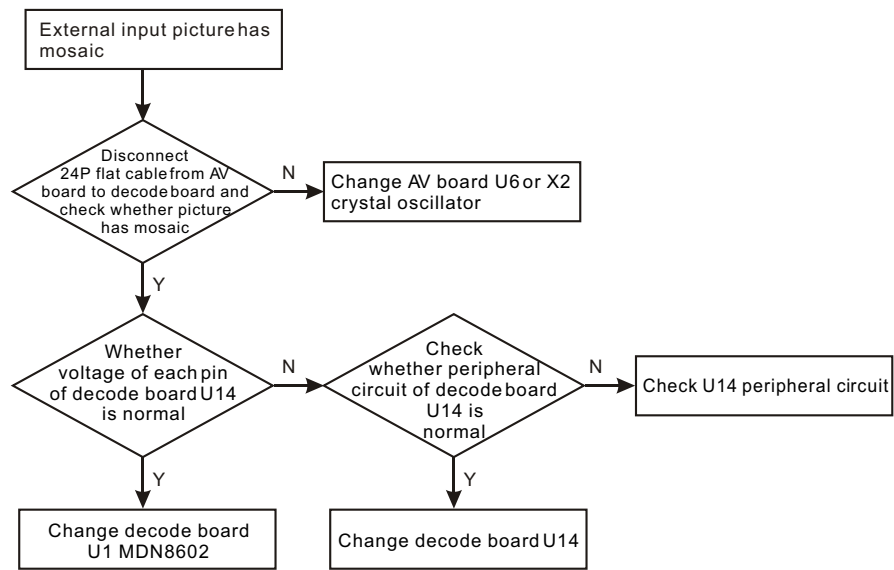 External input picture has
mosaic
Disconnect
24P flat cable from AV
board to decode board and
check whether picture
has mosaic
N
Change AV board U6 or X2
crystal oscillator
Y
Whether
voltage of each pin
of decode board U14
is normal
N
Check
whether peripheral
circuit of decode board
U14 is
normal
N
Check U14 peripheral circuit
Y
Y
Change decode board
U1 MDN8602
Change decode board U14